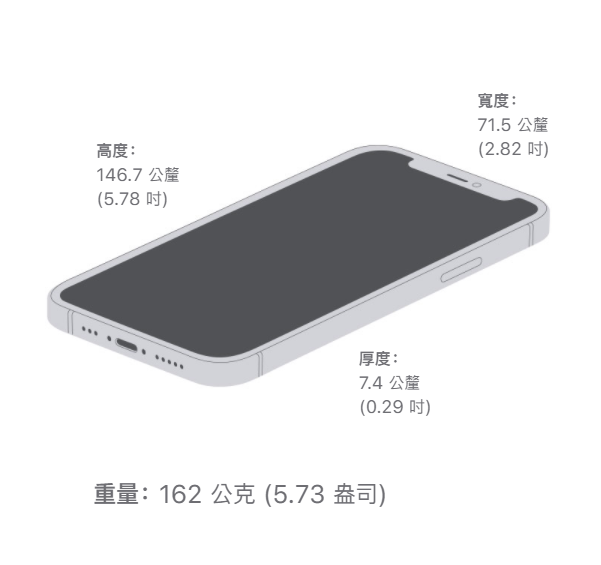 寬度：
71.5 公釐
(2.82 吋)
高度：
146.7 公釐
(5.78 吋)
厚度：
7.4 公釐
(0.29 吋)
重量：162 公克 (5.73 盎司)